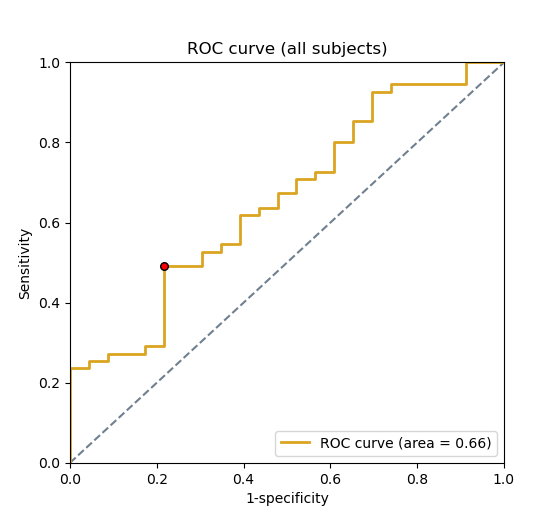 ROC curve (all subjects)
1.0
0.8
0.6
0.4
0.2
0.0
Sensitivity
ROC curve (area = 0.66)
0.0 0.2 0.4 0.6 0.8 1.0
1-specificity